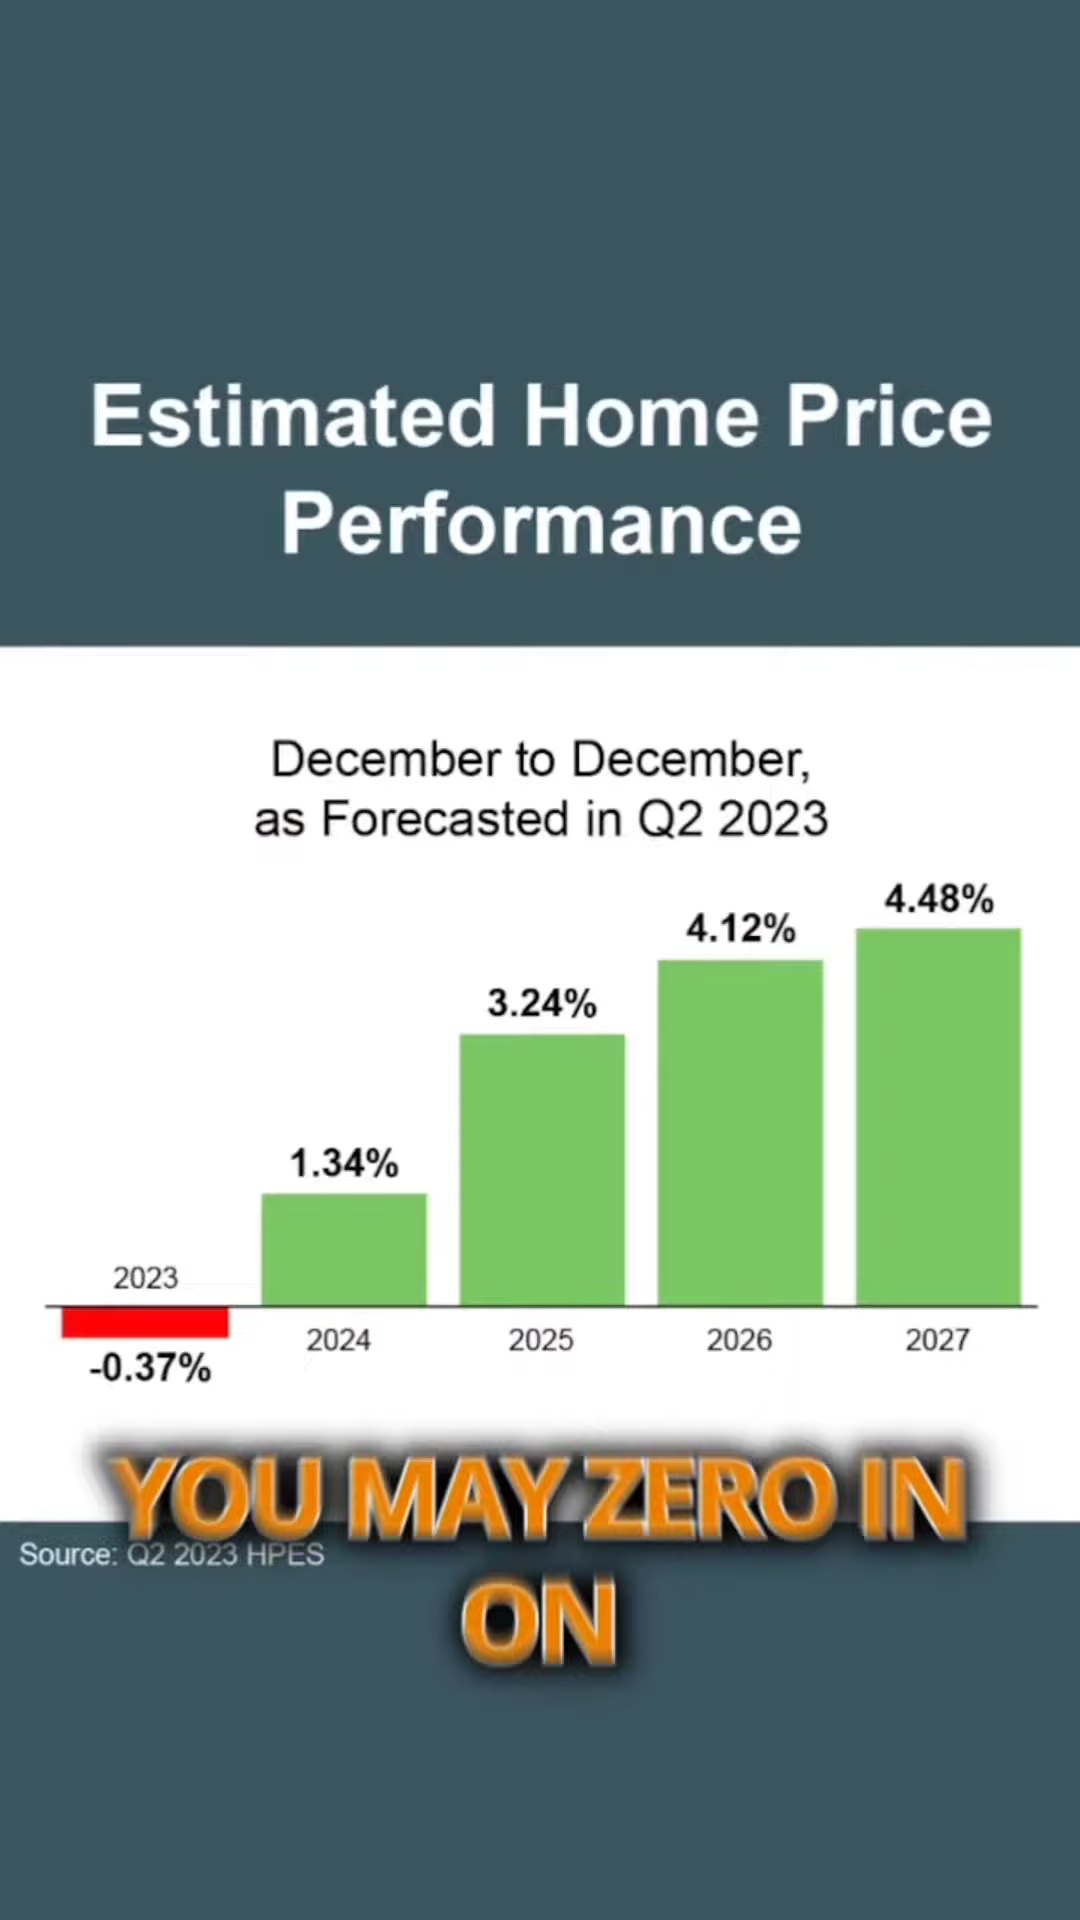 Estimated Home Price
Performance
December to December,
as Forecasted in Q2 2023
4.48%
4.12%
3.24%
1.34%
2023
2024
2025
2026
2027
-0.37%
YOU MAY ZERO IN
Source: Q2 2023 HPES
ON